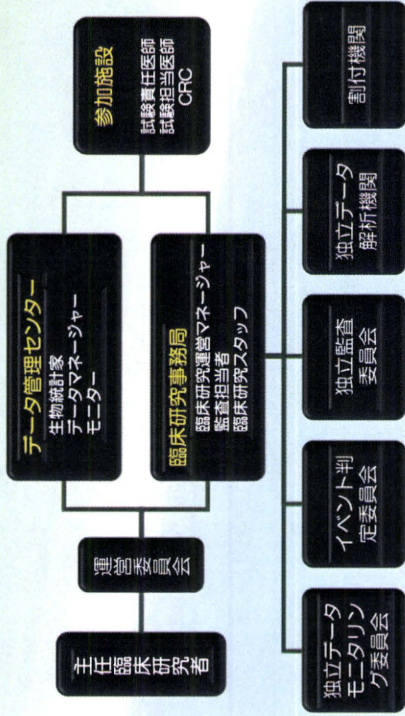 主任臨床研究者
運営委員会
データ管理センター
生物統計家
データマネージャー
モニター
臨床研究事務局
臨床研究運営マネージャー
監査担当者
臨床研究スタッフ
参加施設
試験責任医師
試験担当医師
CRC
独立データ
モニタリン
グ委員会
イベント判
定委員会
独立監査
委員会
独立データ
解析機関
割付機関